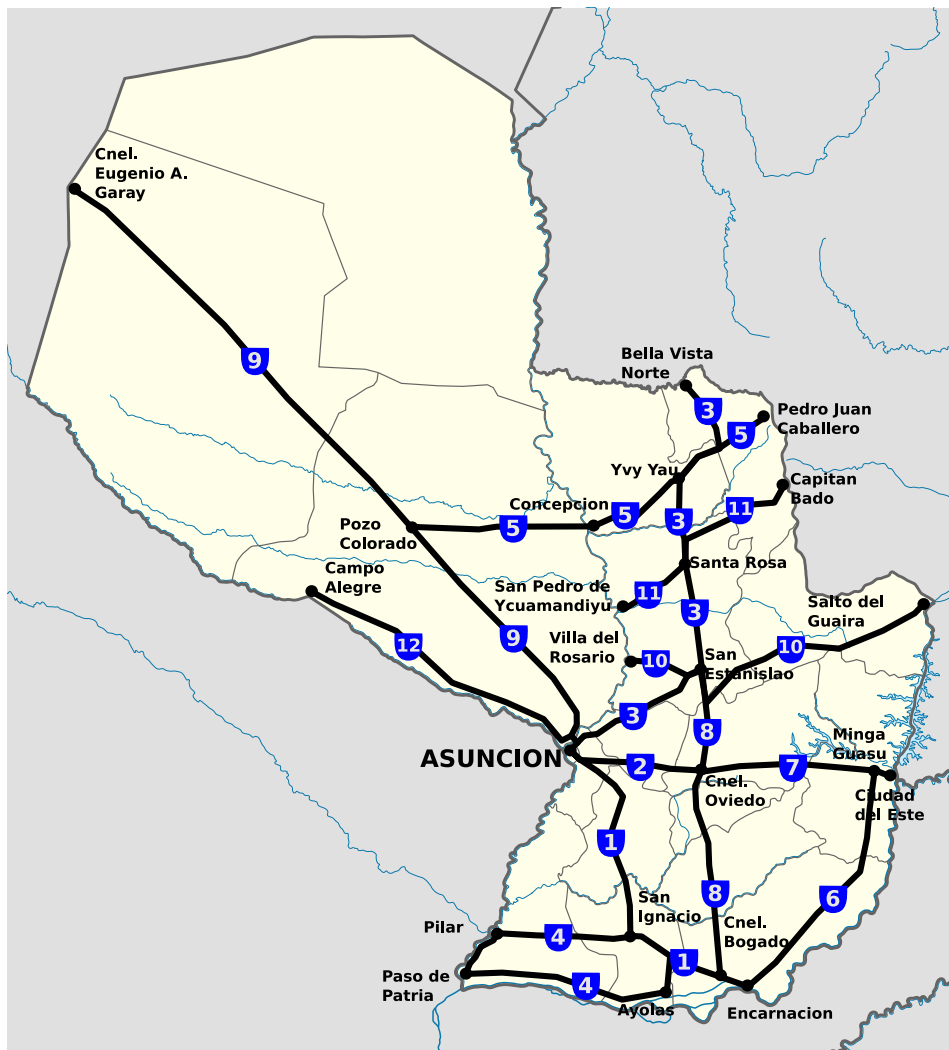 Cnel.
Eugenio A.
Garay
9
Bella Vista
Norte
3
Pedro Juan
Caballero
5
Yvy Yau
Capitan
Bado
Concepcion
11
5
5
3
Pozo
Colorado
Santa Rosa
Campo
Alegre
San Pedro de
Ycuamandiyu
11
3
Salto del
Guaira
Villa del
Rosario
9
12
10
10
San
Estanislao
3
8
Minga
Guasu
ASUNCION
2
7
Cnel.
Oviedo
Ciudad
del Este
1
8
6
San
Ignacio
Cnel.
Bogado
Pilar
4
1
Paso de
Patria
4
Ayolas
Encarnacion